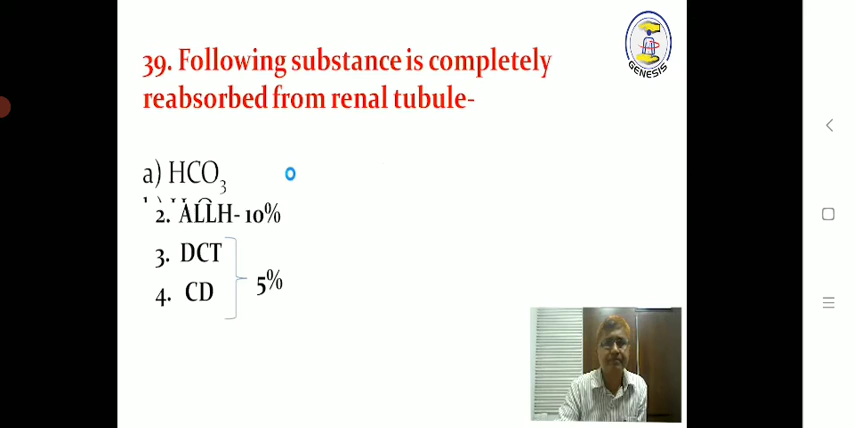 39. Following substance is completely
reabsorbed from renal tubule-
GENESIS
a) HCO3
2. ALLH- 10%
3. DCT
4. CD
5%